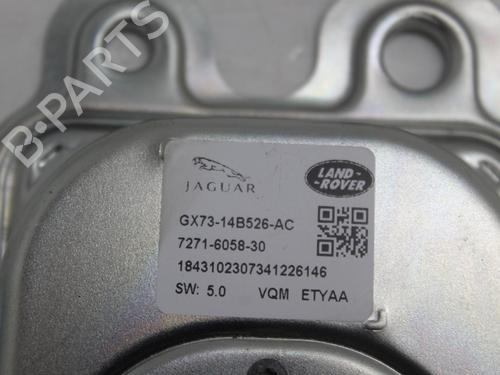 B-PARTS
JAGUAR
LAND-
-ROVER
GX73-14B526-AC
7271-6058-30
1843102307341226146
SW: 5.0 VQM ETYAA